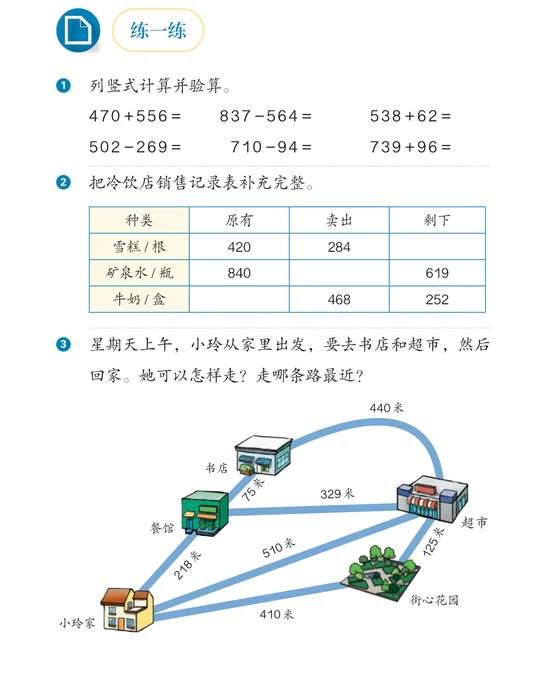 练一练
1 列竖式计算并验算。
470+556= 837-564= 538+62=
502-269= 710-94= 739+96=
2 把冷饮店销售记录表补充完整。
种类 原有 卖出 剩下
雪糕/根 420 284
矿泉水/瓶 840 619
牛奶/盒 468 252
3 星期天上午，小玲从家里出发，要去书店和超市，然后
回家。她可以怎样走？走哪条路最近？
440米
书店
75米
329米
餐馆
超市
218米
510米
125米
410米
街心花园
小玲家